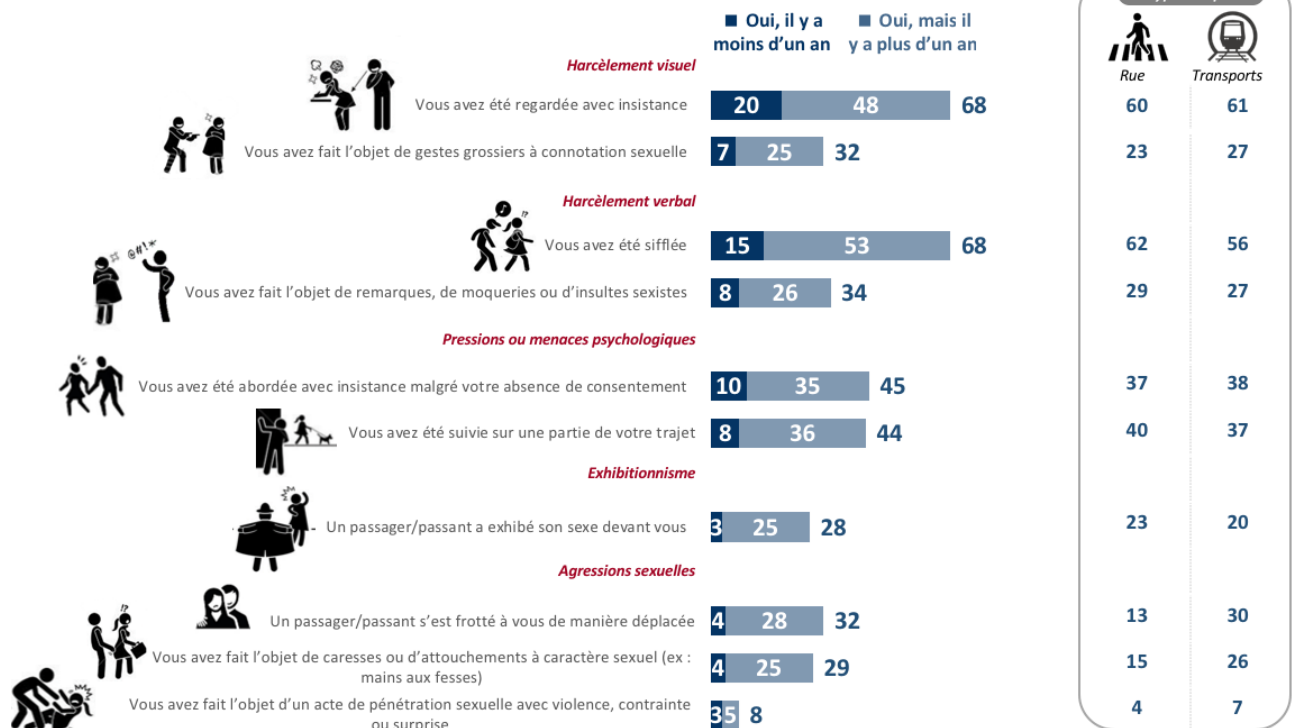 Oui, il y a moins d'un an
Oui, mais il y a plus d'un an
Rue
Transports
Harcèlement visuel
Vous avez été regardée avec insistance 20 48 68 60 61
Vous avez fait l'objet de gestes grossiers à connotation sexuelle 7 25 32 23 27
Harcèlement verbal
Vous avez été sifflée 15 53 68 62 56
@#!*
Vous avez fait l'objet de remarques, de moqueries ou d'insultes sexistes 8 26 34 29 27
Pressions ou menaces psychologiques
Vous avez été abordée avec insistance malgré votre absence de consentement 10 35 45 37 38
Vous avez été suivie sur une partie de votre trajet 8 36 44 40 37
Exhibitionnisme
Un passager/passant a exhibé son sexe devant vous 3 25 28 23 20
Agressions sexuelles
Un passager/passant s'est frotté à vous de manière déplacée 4 28 32 13 30
Vous avez fait l'objet de caresses ou d'attouchements à caractère sexuel (ex :
mains aux fesses) 4 25 29 15 26
Vous avez fait l'objet d'un acte de pénétration sexuelle avec violence, contrainte
ou surprise 3 5 8 4 7